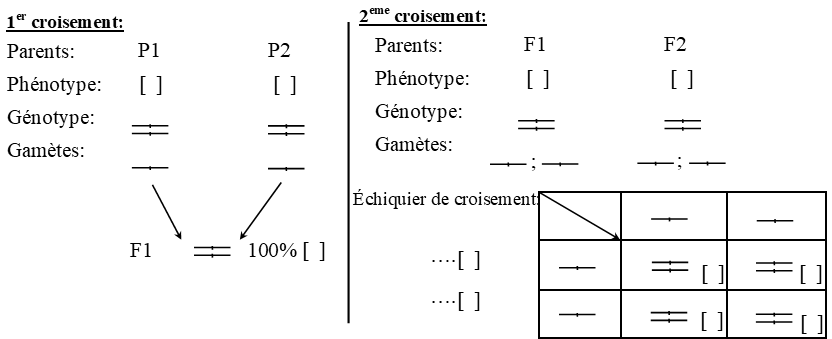 1er croisement:
Parents: P1 P2
Phénotype: [ ] [ ]
Génotype:
Gamètes:
F1 100% [ ]
2eme croisement:
Parents: F1 F2
Phénotype: [ ] [ ]
Génotype:
Gamètes:
; ;
Échiquier de croisement:
....[ ] [ ] [ ]
....[ ] [ ] [ ]